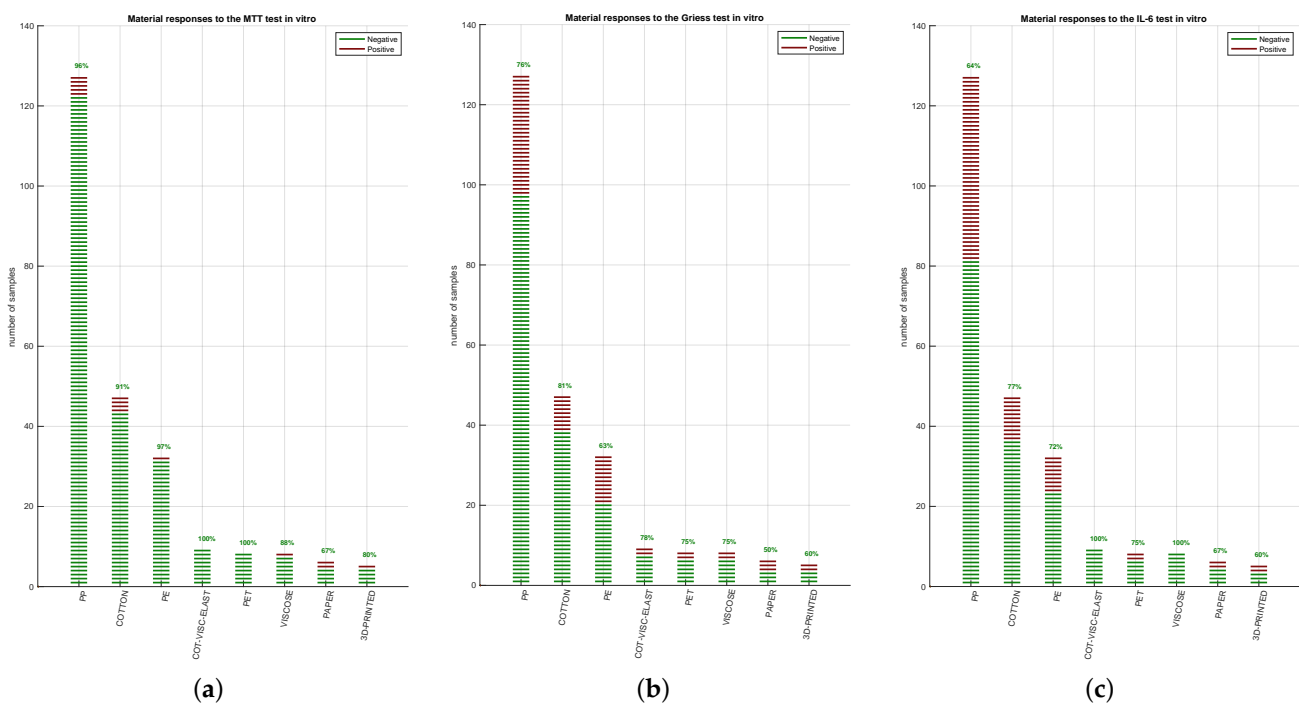 Material responses to the MTT test in vitro
Negative
Positive
number of samples
140
120
100
80
60
40
20
0
96%
91%
97%
100%
100%
88%
67%
80%
PP
COTTON
PE
COT-VISC-ELAST
PET
VISCOSE
PAPER
3D-PRINTED
(a)
Material responses to the Griess test in vitro
Negative
Positive
number of samples
140
120
100
80
60
40
20
0
76%
81%
63%
78%
75%
75%
50%
60%
PP
COTTON
PE
COT-VISC-ELAST
PET
VISCOSE
PAPER
3D-PRINTED
(b)
Material responses to the IL-6 test in vitro
Negative
Positive
number of samples
140
120
100
80
60
40
20
0
64%
77%
72%
100%
75%
100%
67%
60%
PP
COTTON
PE
COT-VISC-ELAST
PET
VISCOSE
PAPER
3D-PRINTED
(c)